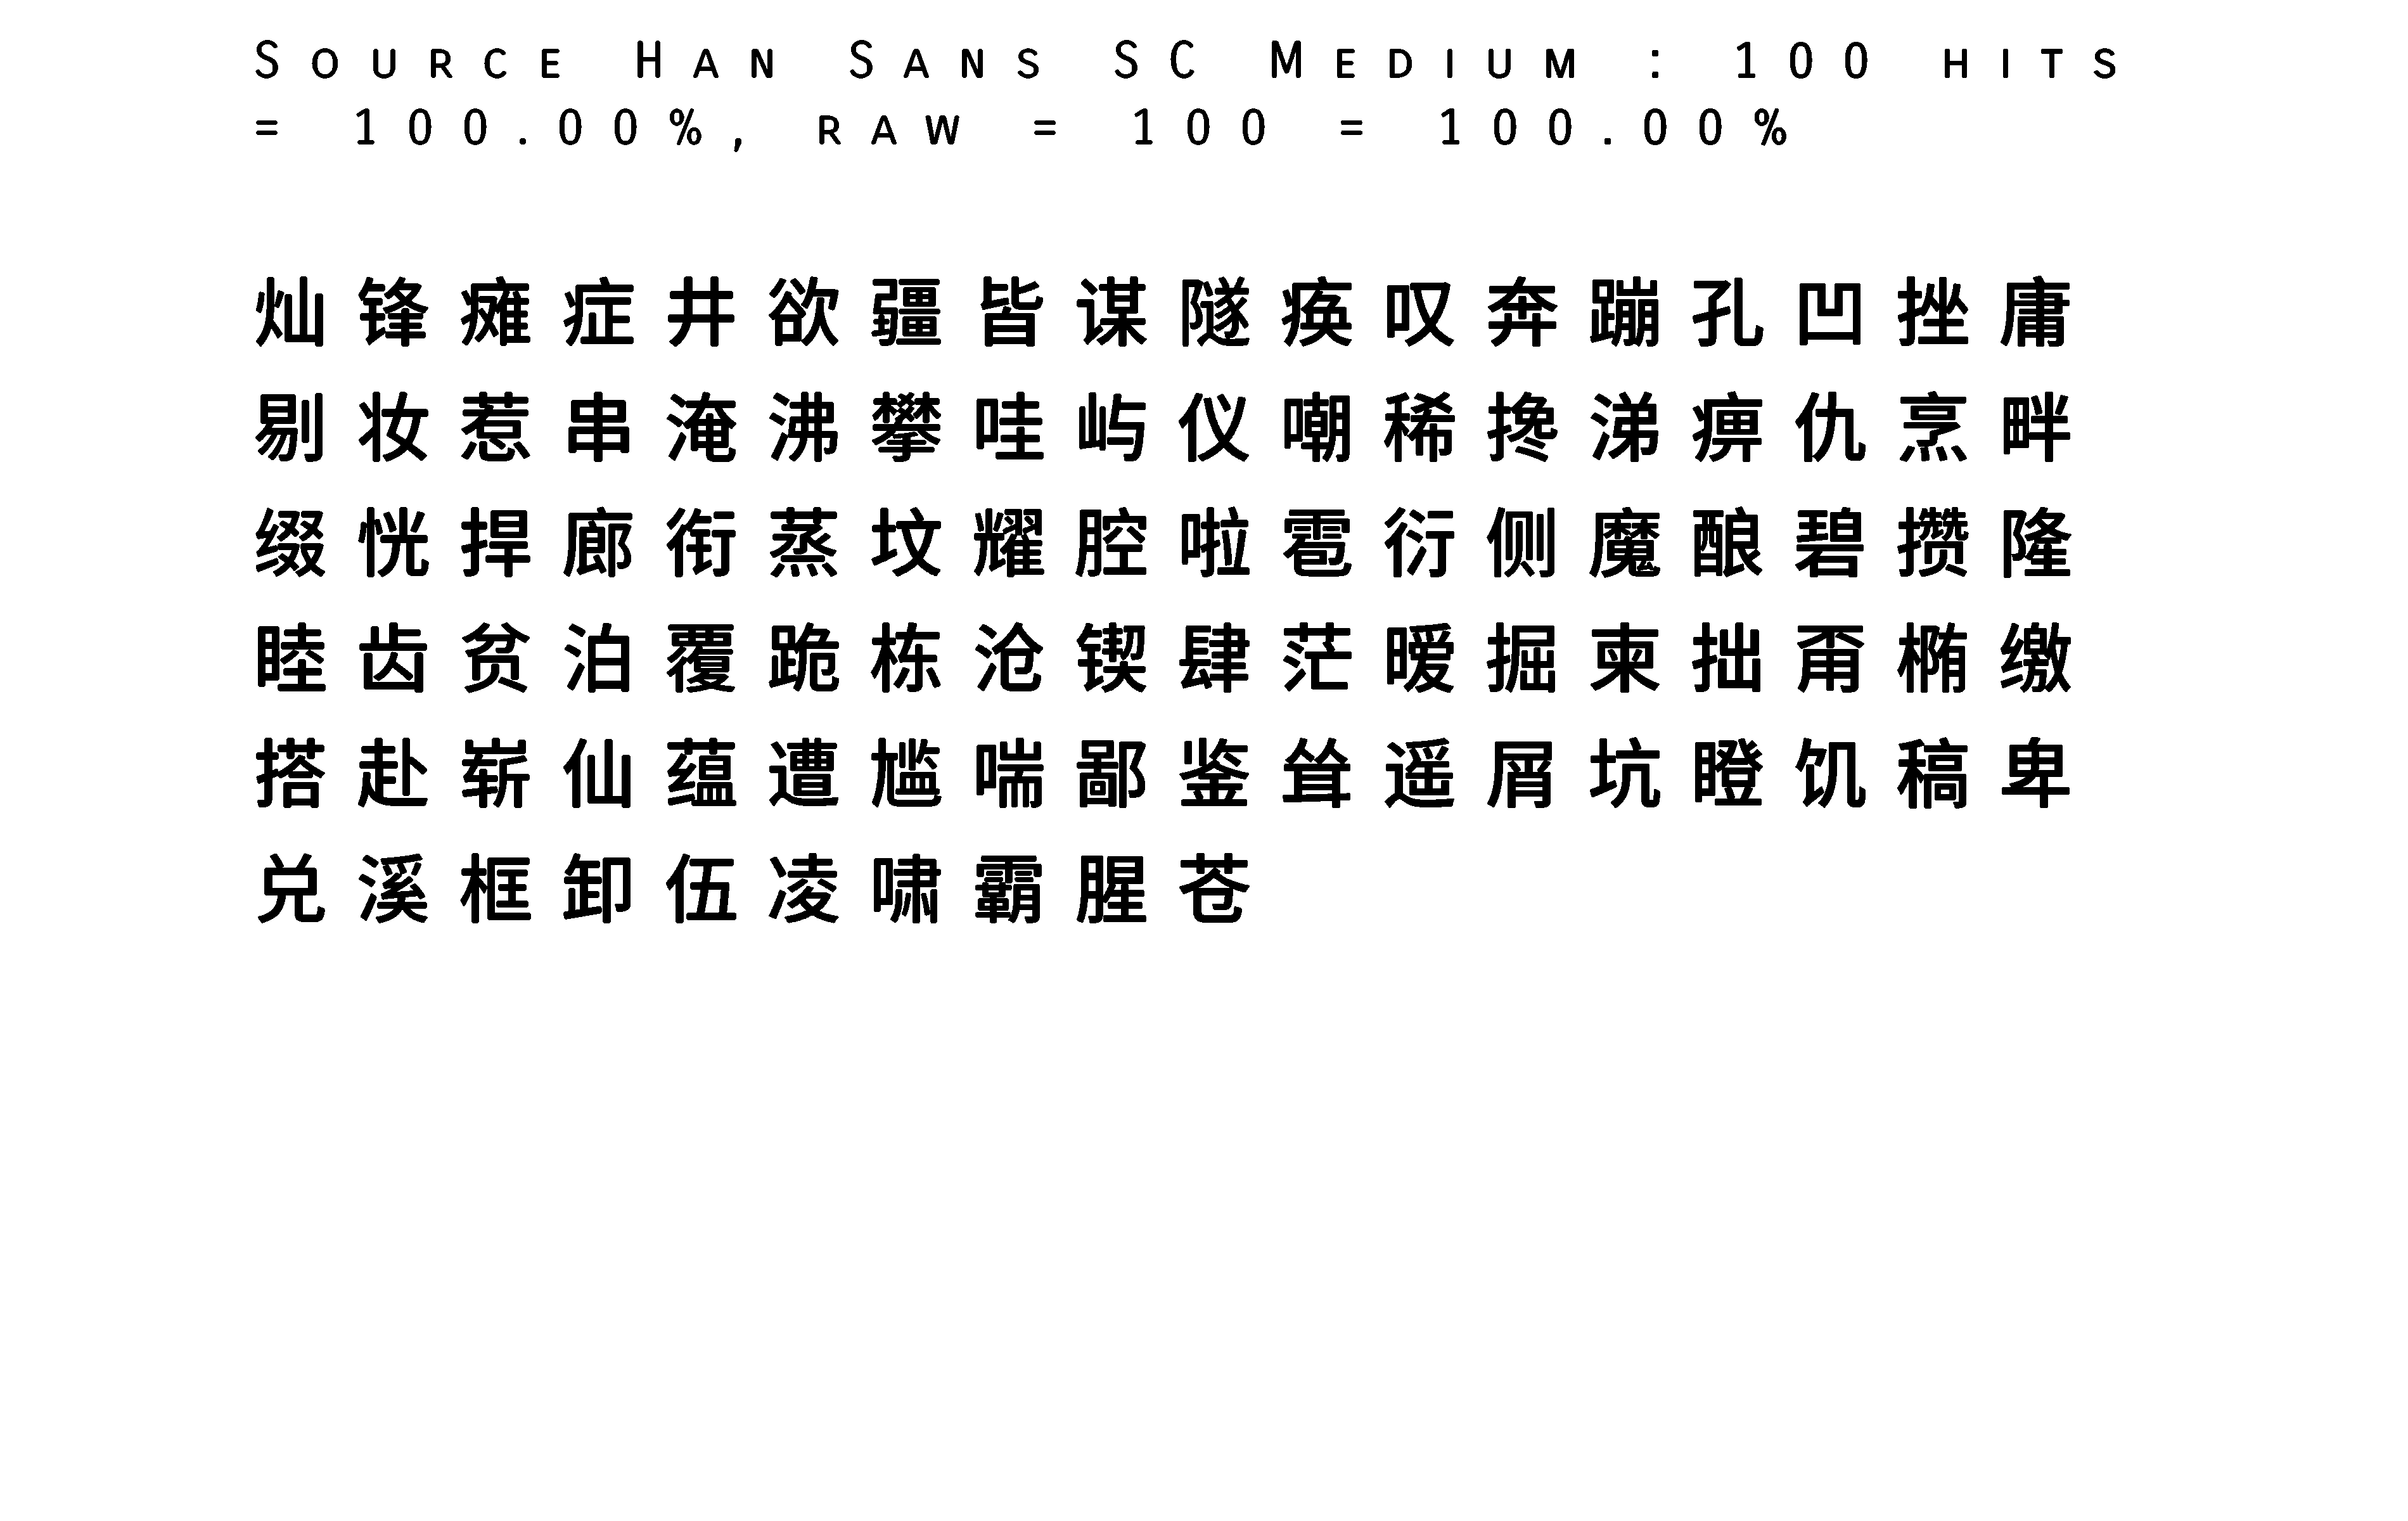 Source Han Sans SC Medium : 100 hits
= 100.00%, raw = 100 = 100.00%
灿锋瘫症井欲疆皆谋隧痪叹奔蹦孔凹挫庸
剔妆惹串淹沸攀哇屿仪嘲稀搀涕痹仇烹畔
缀恍捍廊衔蒸坟耀腔啦雹衍侧魔酿碧攒隆
睦齿贫泊覆跪栋沧锲肆茫暧掘柬拙甭椭缴
搭赴崭仙蕴遭尴喘鄙鉴耸遥屑坑瞪饥稿卑
兑溪框卸伍凌啸霸腥苍